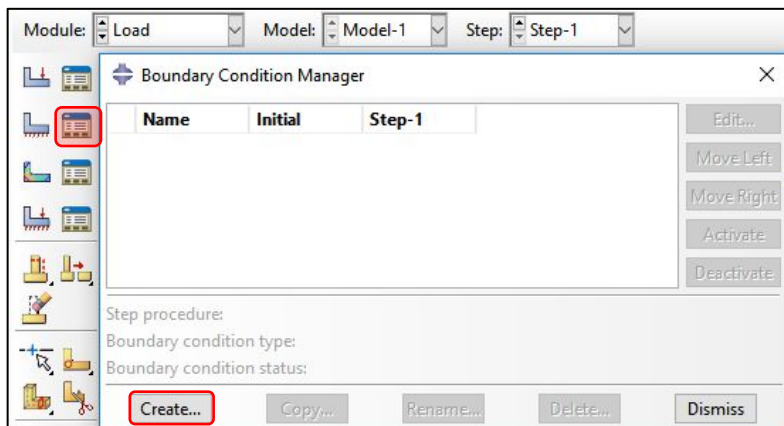 Module: Load Model: Model-1 Step: Step-1
Boundary Condition Manager
Name Initial Step-1
Edit...
Move Left
Move Right
Activate
Deactivate
Step procedure:
Boundary condition type:
Boundary condition status:
Create... Copy... Rename... Delete... Dismiss